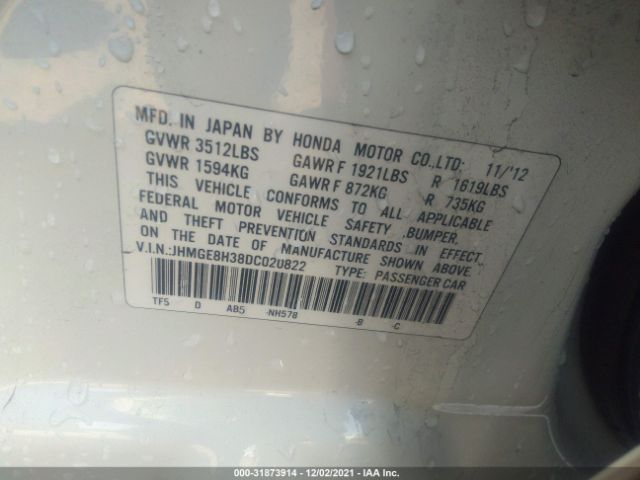 MFD. IN JAPAN BY HONDA MOTOR CO.,LTD: 11/'12
GVWR 3512LBS GAWR F 1921LBS R 1619LBS
GVWR 1594KG GAWR F 872KG R 735KG
THIS VEHICLE CONFORMS TO ALL APPLICABLE
FEDERAL MOTOR VEHICLE SAFETY ,BUMPER,
AND THEFT PREVENTION STANDARDS IN EFFECT
ON THE DATE OF MANUFACTURE SHOWN ABOVE.
V.I.N.:JHMGE8H38DC020822 TYPE: PASSENGER CAR
TF5 D AB5 -NH578 -B -C
000-31873914 - 12/02/2021 - IAA Inc.